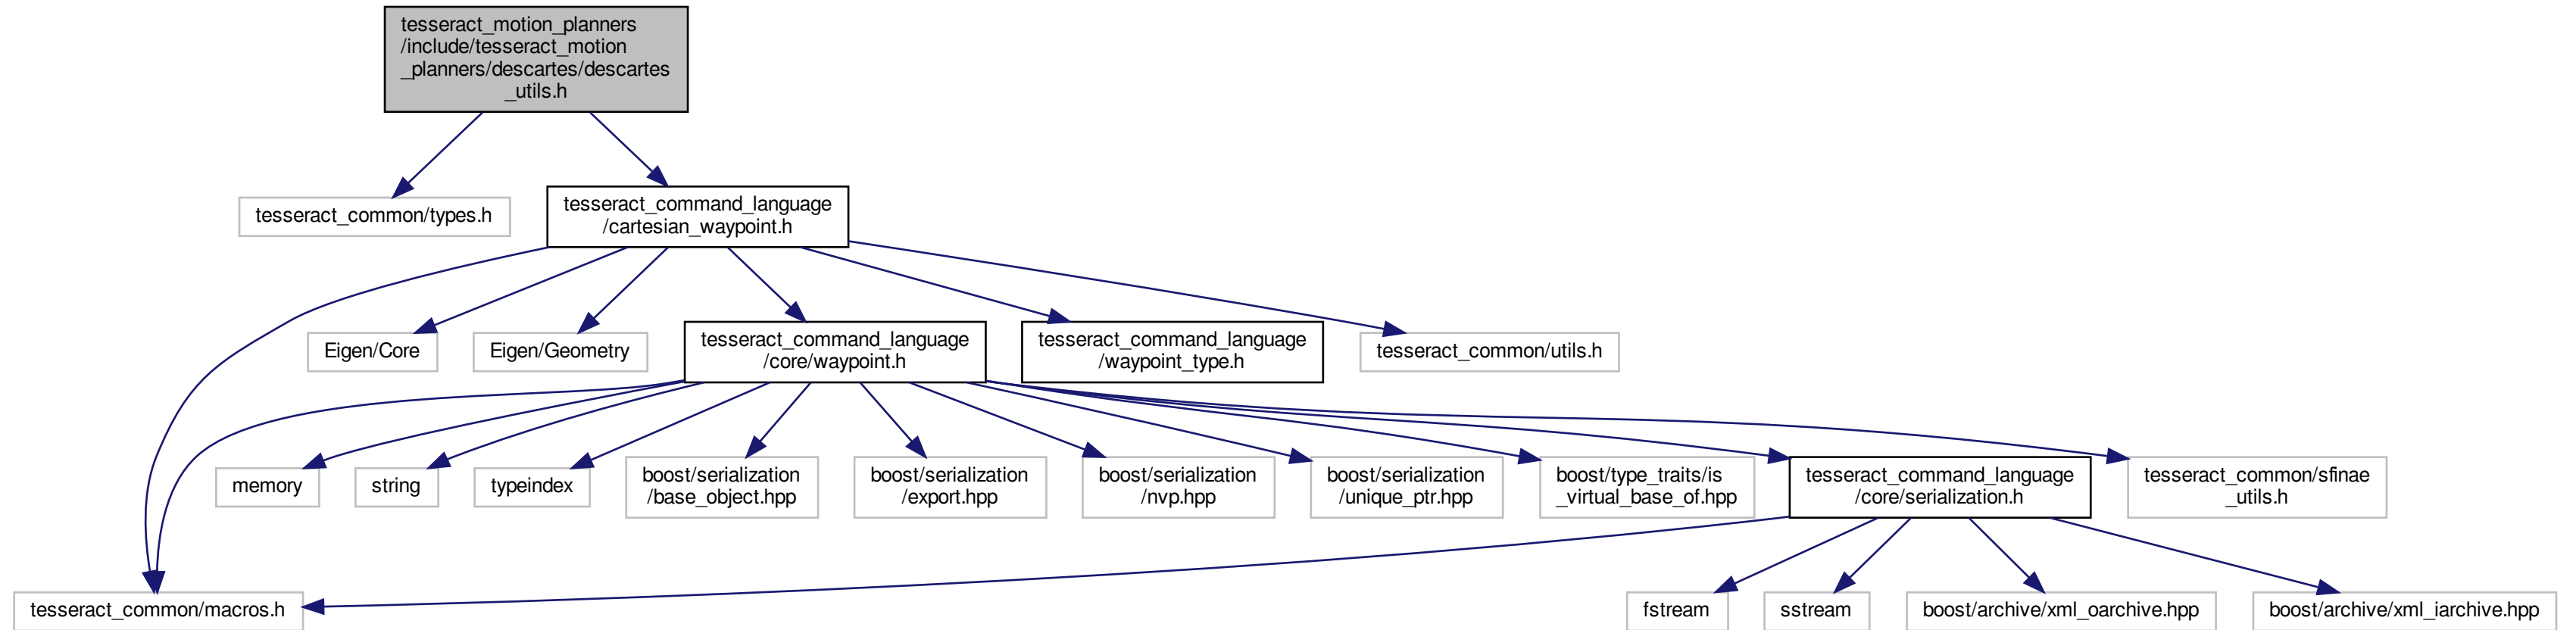 tesseract_motion_planners
/include/tesseract_motion
_planners/descartes/descartes
_utils.h
tesseract_common/types.h
tesseract_command_language
/cartesian_waypoint.h
Eigen/Core
Eigen/Geometry
tesseract_command_language
/core/waypoint.h
tesseract_command_language
/waypoint_type.h
tesseract_common/utils.h
memory
string
typeindex
boost/serialization
/base_object.hpp
boost/serialization
/export.hpp
boost/serialization
/nvp.hpp
boost/serialization
/unique_ptr.hpp
boost/type_traits/is
_virtual_base_of.hpp
tesseract_command_language
/core/serialization.h
tesseract_common/sfinae
_utils.h
tesseract_common/macros.h
fstream
sstream
boost/archive/xml_oarchive.hpp
boost/archive/xml_iarchive.hpp